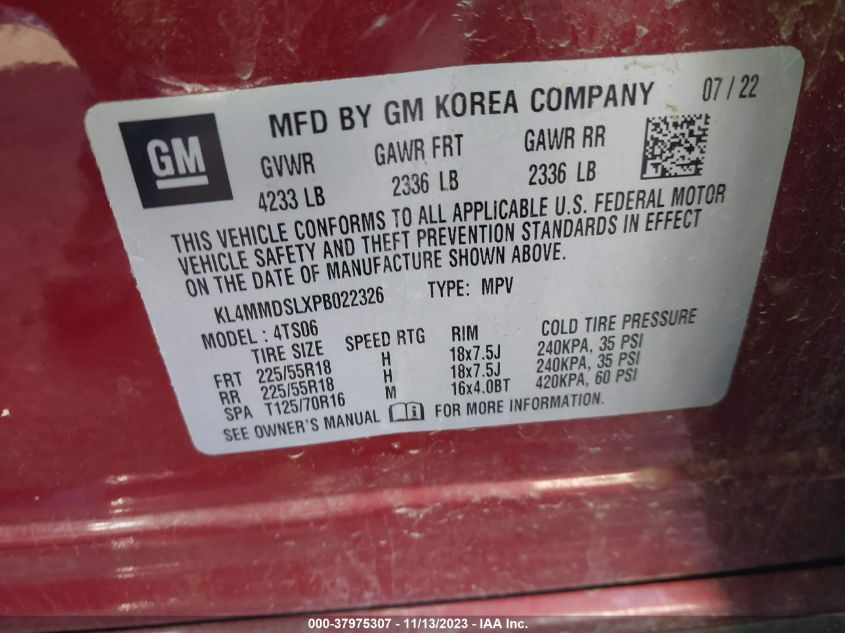 MFD BY GM KOREA COMPANY 07 / 22
GM
GVWR GAWR FRT GAWR RR
4233 LB 2336 LB 2336 LB
THIS VEHICLE CONFORMS TO ALL APPLICABLE U.S. FEDERAL MOTOR
VEHICLE SAFETY AND THEFT PREVENTION STANDARDS IN EFFECT
ON THE DATE OF MANUFACTURE SHOWN ABOVE.
KL4MMDSLXPB022326 TYPE: MPV
MODEL : 4TS06
TIRE SIZE SPEED RTG RIM COLD TIRE PRESSURE
FRT 225/55R18 H 18x7.5J 240KPA, 35 PSI
RR 225/55R18 H 18x7.5J 240KPA, 35 PSI
SPA T125/70R16 M 16x4.0BT 420KPA, 60 PSI
SEE OWNER'S MANUAL FOR MORE INFORMATION.
000-37975307 - 11/13/2023 - IAA Inc.